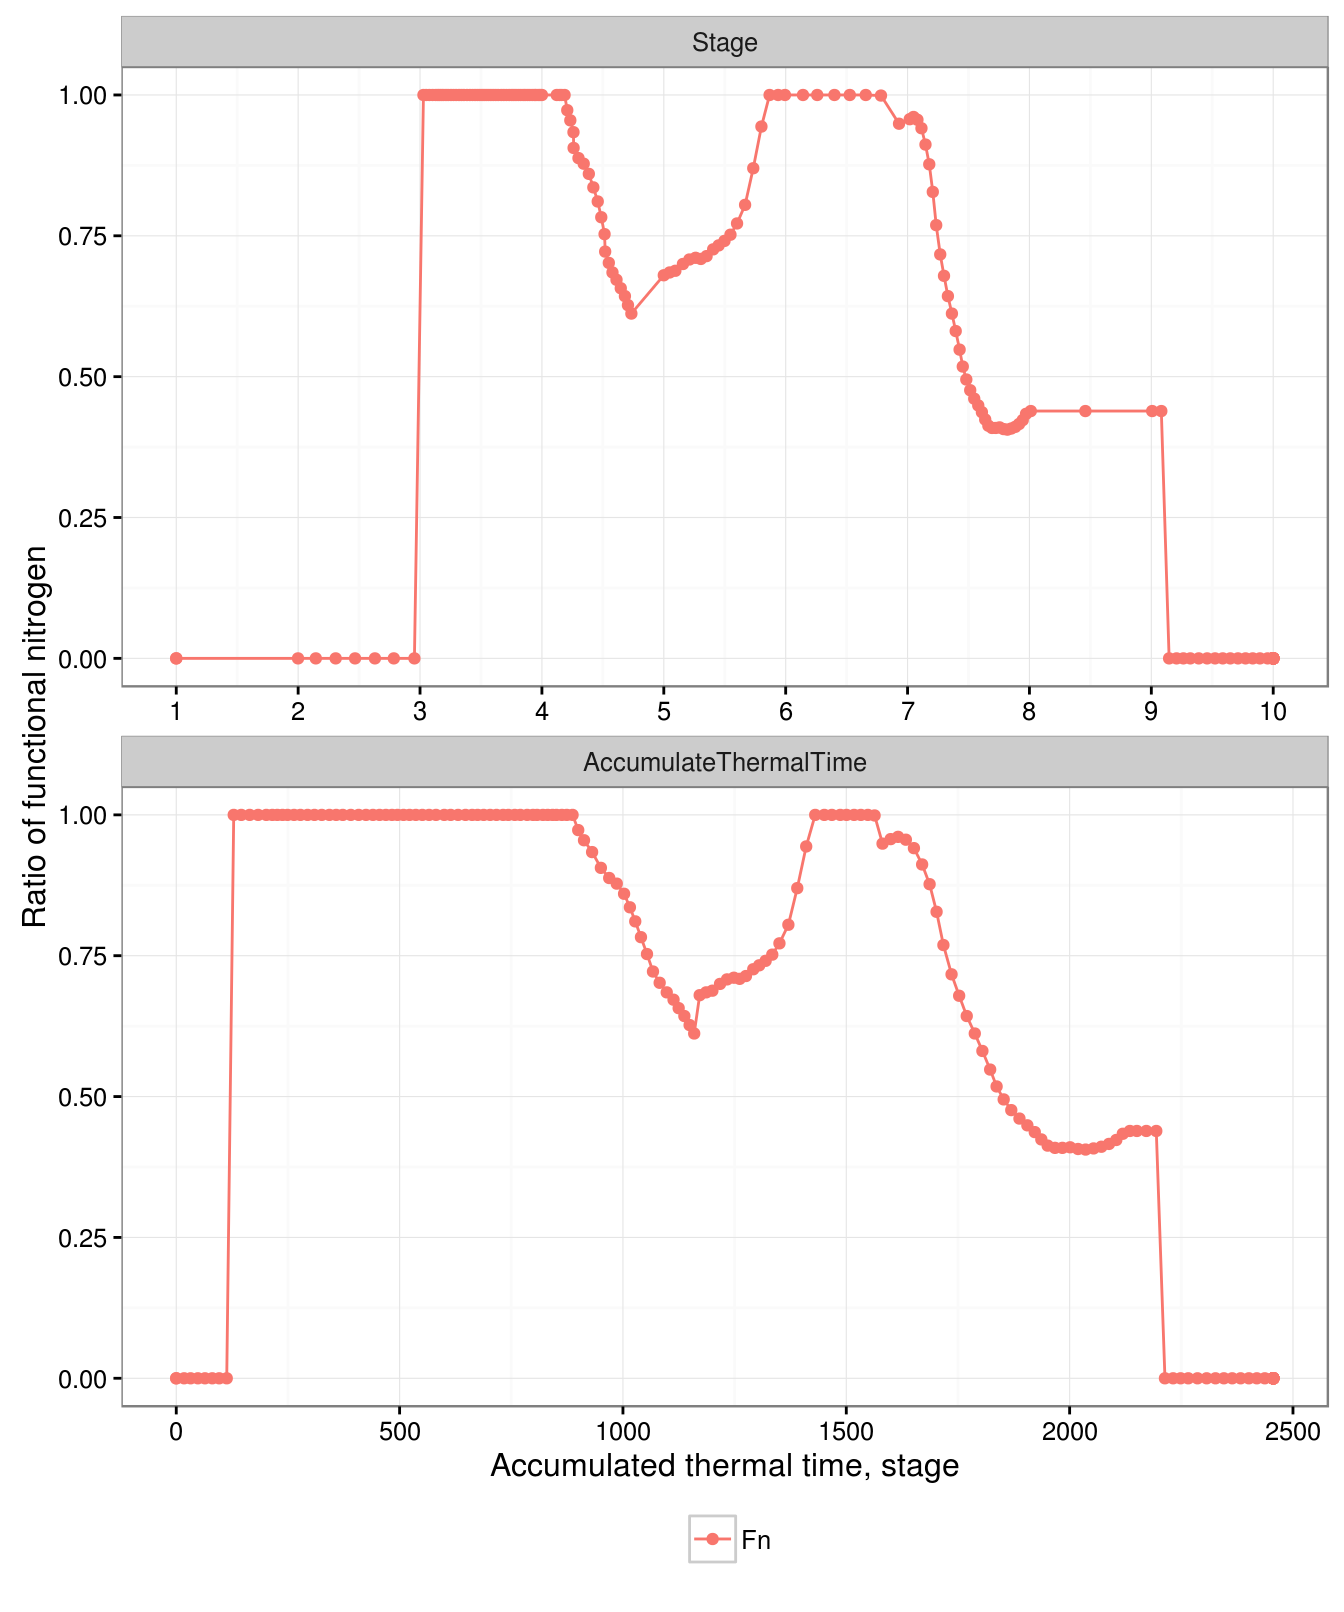 Stage
1.00
0.75
0.50
0.25
0.00
1 2 3 4 5 6 7 8 9 10
Ratio of functional nitrogen
AccumulateThermalTime
1.00
0.75
0.50
0.25
0.00
0 500 1000 1500 2000 2500
Accumulated thermal time, stage
Fn